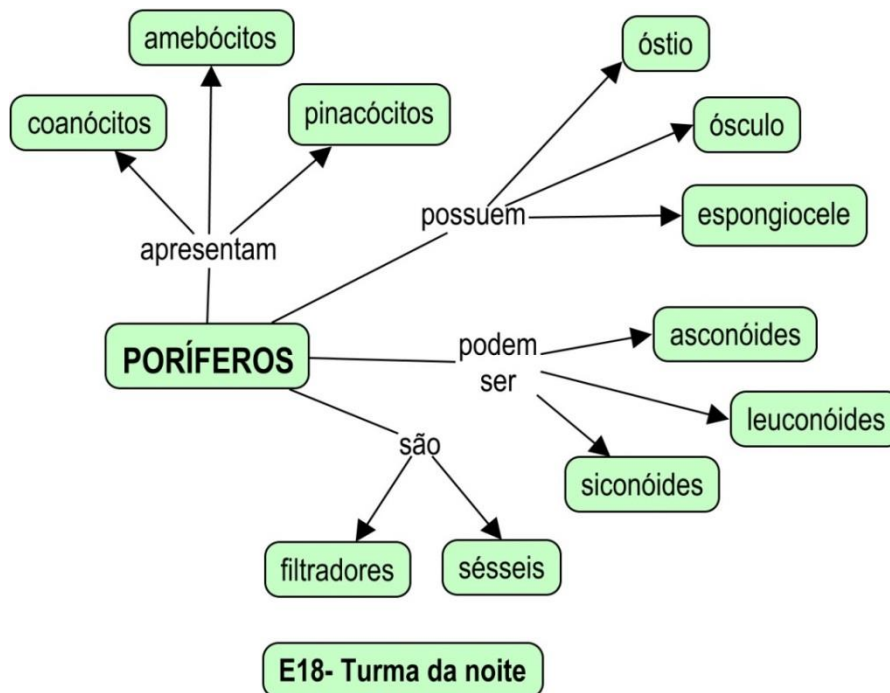 amebócitos
óstio
coanócitos
pinacócitos
ósculo
possuem
espongiocele
apresentam
PORÍFEROS
podem
ser
asconóides
leuconóides
são
siconóides
filtradores
sésseis
E18- Turma da noite